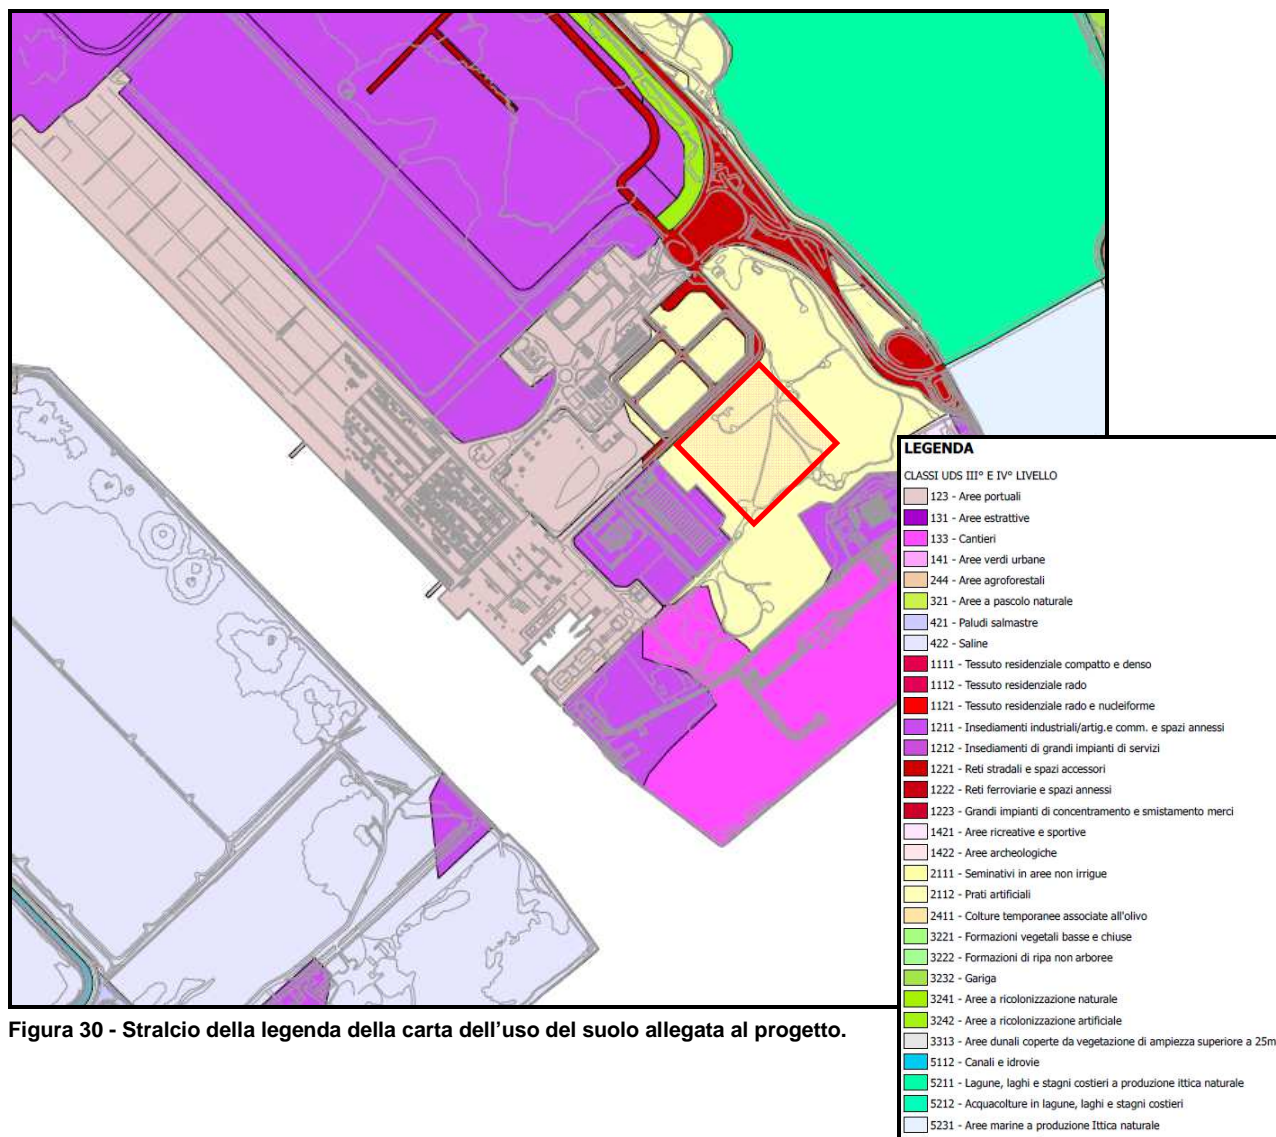 LEGENDA
CLASSI UDS III° E IV° LIVELLO
123 - Aree portuali
131 - Aree estrattive
133 - Cantieri
141 - Aree verdi urbane
244 - Aree agroforestali
321 - Aree a pascolo naturale
421 - Paludi salmastre
422 - Saline
1111 - Tessuto residenziale compatto e denso
1112 - Tessuto residenziale rado
1121 - Tessuto residenziale rado e nucleiforme
1211 - Insediamenti industriali/artig.e comm. e spazi annessi
1212 - Insediamenti di grandi impianti di servizi
1221 - Reti stradali e spazi accessori
1222 - Reti ferroviarie e spazi annessi
1223 - Grandi impianti di concentramento e smistamento merci
1421 - Aree ricreative e sportive
1422 - Aree archeologiche
2111 - Seminativi in aree non irrigue
2112 - Prati artificiali
2411 - Colture temporanee associate all'olivo
3221 - Formazioni vegetali basse e chiuse
3222 - Formazioni di ripa non arboree
3232 - Gariga
3241 - Aree a ricolonizzazione naturale
3242 - Aree a ricolonizzazione artificiale
3313 - Aree dunali coperte da vegetazione di ampiezza superiore a 25m
5112 - Canali e idrovie
5211 - Lagune, laghi e stagni costieri a produzione ittica naturale
5212 - Acquacolture in lagune, laghi e stagni costieri
5231 - Aree marine a produzione Ittica naturale
Figura 30 - Stralcio della legenda della carta dell'uso del suolo allegata al progetto.